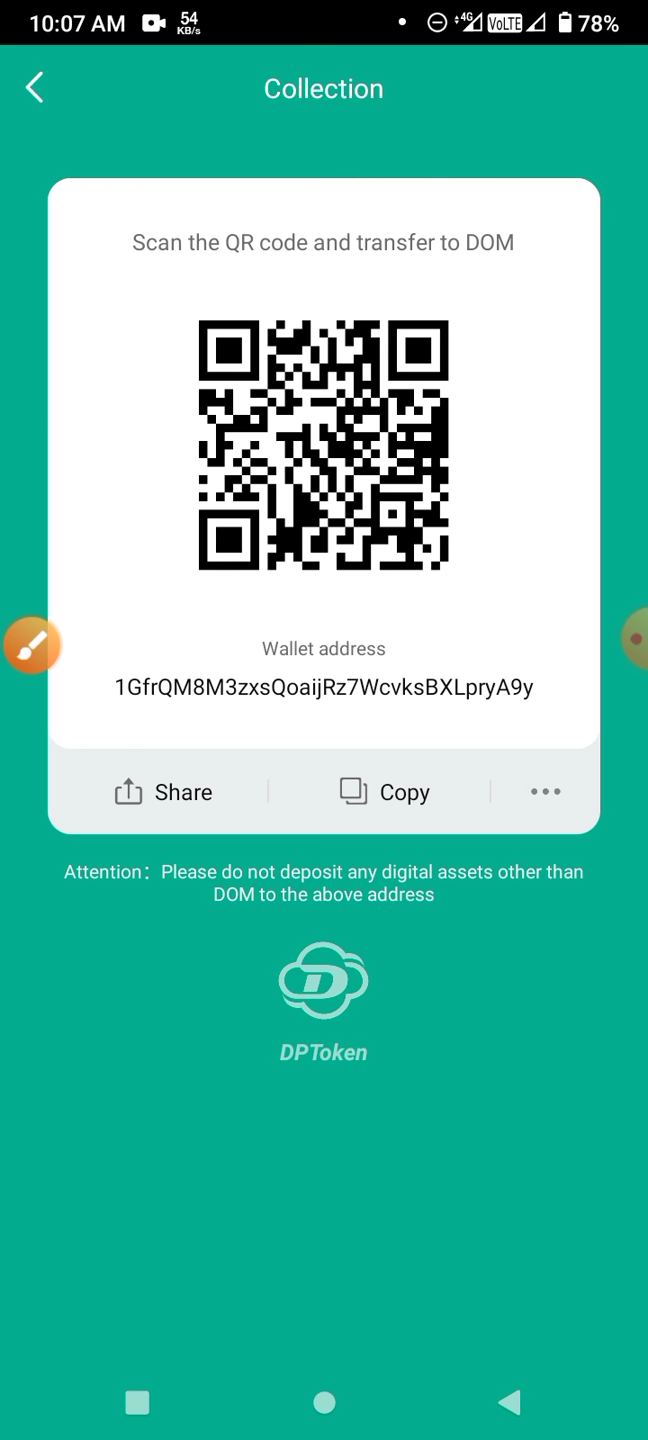 10:07 AM 54 KB/s 4G VoLTE 78%
Collection
Scan the QR code and transfer to DOM
Wallet address
1GfrQM8M3zxsQoaijRz7WcvksBXLpryA9y
Share Copy
Attention：Please do not deposit any digital assets other than
DOM to the above address
D
DPToken